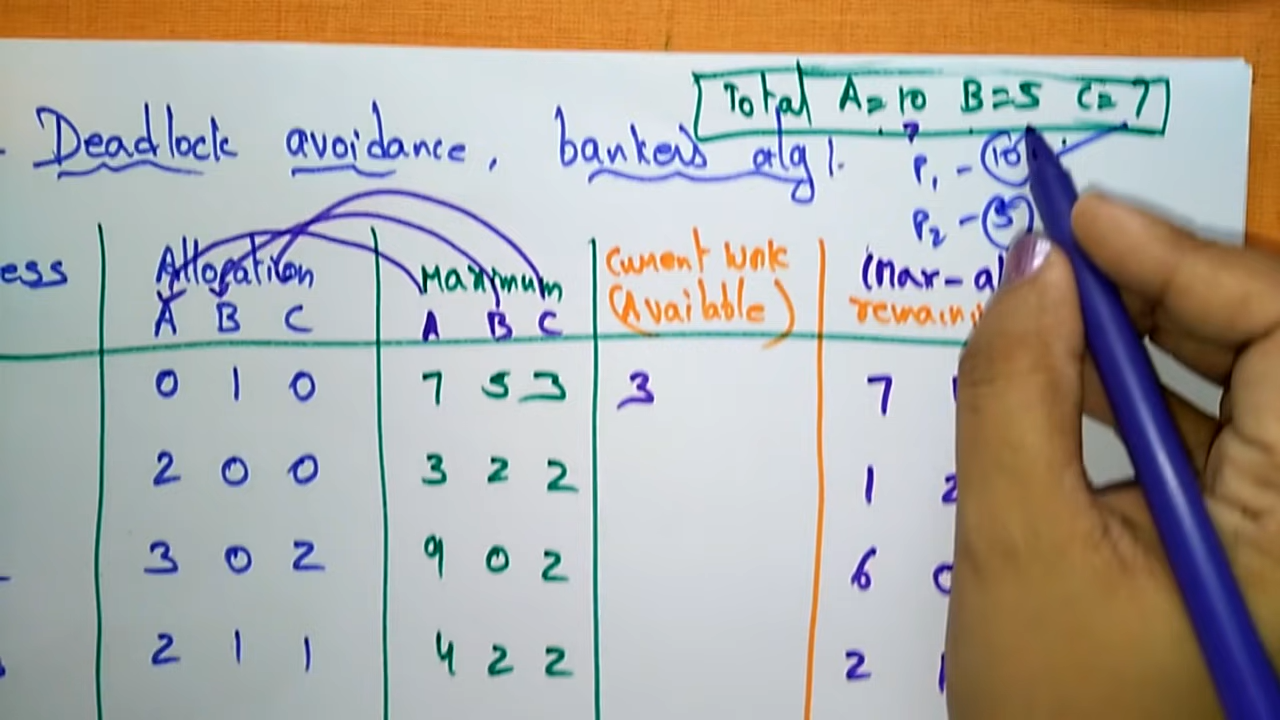 Total A=10 B=5 C=7
Deadlock avoidance, bankers alg
7
P1 - 10
P2 - 5
ess Allocation Maximum Current Work (Max-al
A B C A B C (Available) remain
0 1 0 7 5 3 3 7
2 0 0 3 2 2 1 2
3 0 2 9 0 2 6 0
2 1 1 4 2 2 2 1